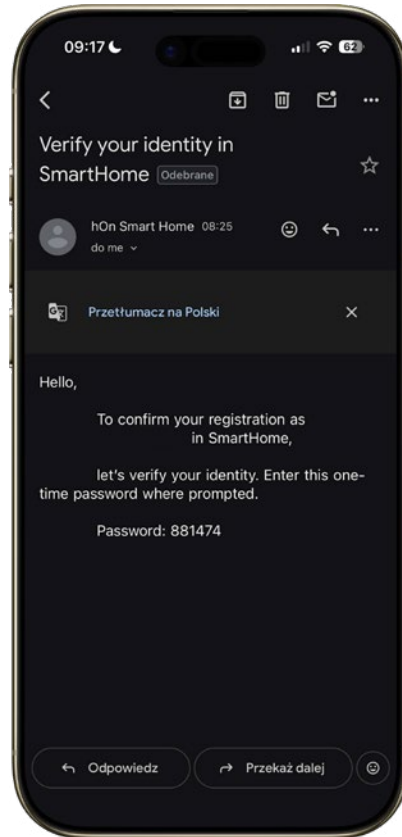 09:17
62
Verify your identity in
SmartHome Odebrane
hOn Smart Home 08:25
do me
Przetłumacz na Polski
Hello,
To confirm your registration as
in SmartHome,
let's verify your identity. Enter this one-
time password where prompted.
Password: 881474
Odpowiedz
Przekaż dalej